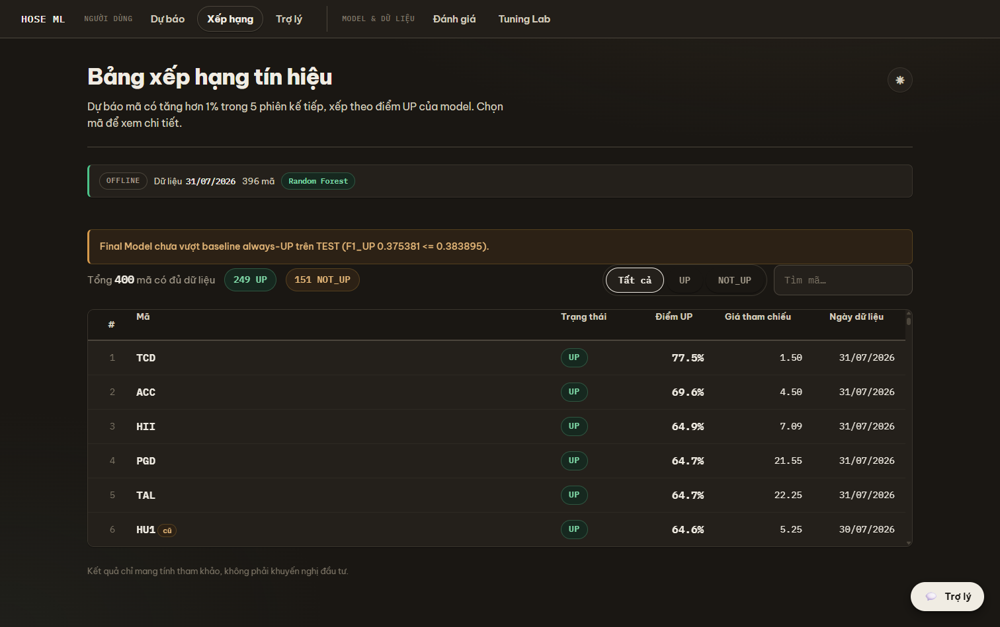 HOSE ML NGƯỜI DÙNG Dự báo Xếp hạng Trợ lý MODEL & DỮ LIỆU Đánh giá Tuning Lab
Bảng xếp hạng tín hiệu
Dự báo mã có tăng hơn 1% trong 5 phiên kế tiếp, xếp theo điểm UP của model. Chọn
mã để xem chi tiết.
OFFLINE Dữ liệu 31/07/2026 396 mã Random Forest
Final Model chưa vượt baseline always-UP trên TEST (F1_UP 0.375381 <= 0.383895).
Tổng 400 mã có đủ dữ liệu 249 UP 151 NOT_UP Tất cả UP NOT_UP Tìm mã…
# Mã Trạng thái Điểm UP Giá tham chiếu Ngày dữ liệu
1 TCD UP 77.5% 1.50 31/07/2026
2 ACC UP 69.6% 4.50 31/07/2026
3 HII UP 64.9% 7.09 31/07/2026
4 PGD UP 64.7% 21.55 31/07/2026
5 TAL UP 64.7% 22.25 31/07/2026
6 HU1 cũ UP 64.6% 5.25 30/07/2026
Kết quả chỉ mang tính tham khảo, không phải khuyến nghị đầu tư.
Trợ lý